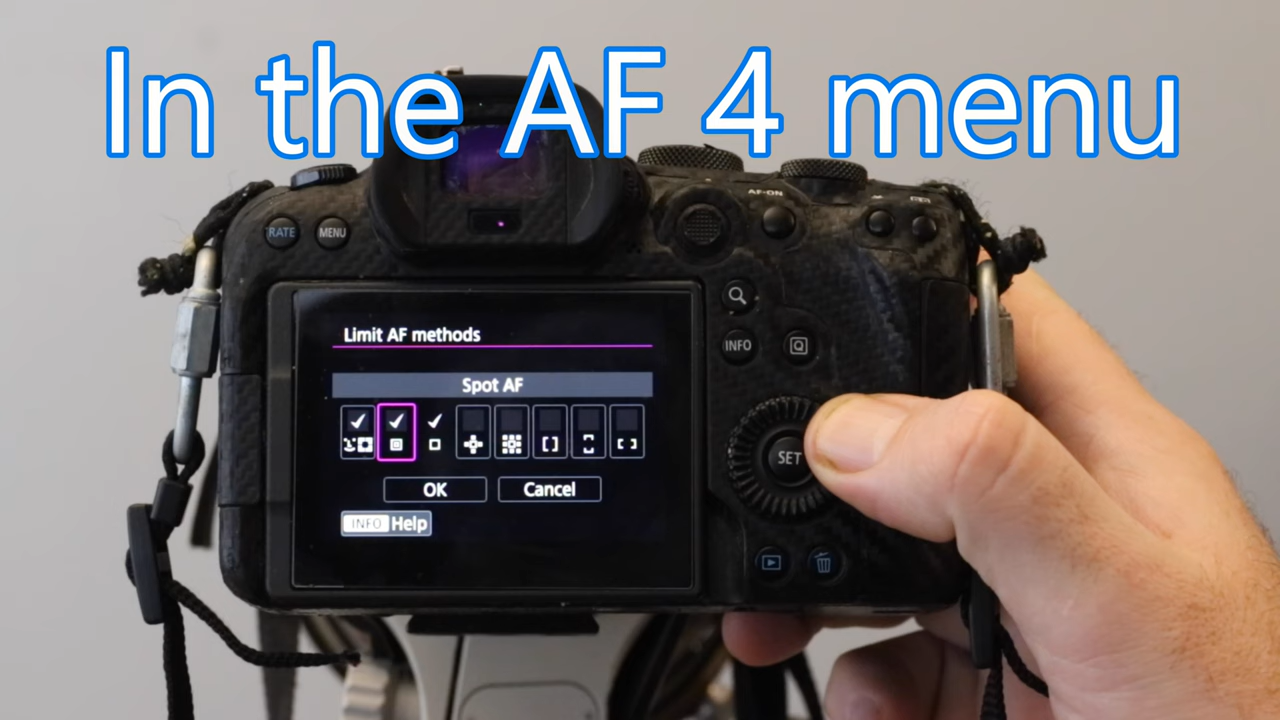 In the AF 4 menu
AF-ON
RATE
MENU
INFO
Q
Limit AF methods
Spot AF
OK
Cancel
INFO Help
SET